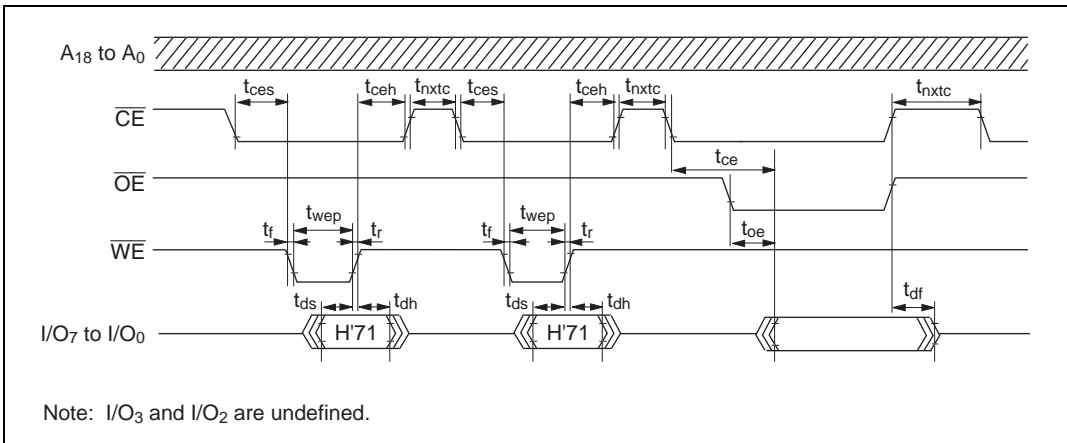 A18 to A0
tces tceh tnxtc tces tceh tnxtc tnxtc
CE
tce
OE
twep twep toe
tf tr tf tr
WE
tds tdh tds tdh tdf
I/O7 to I/O0 H'71 H'71
Note: I/O3 and I/O2 are undefined.